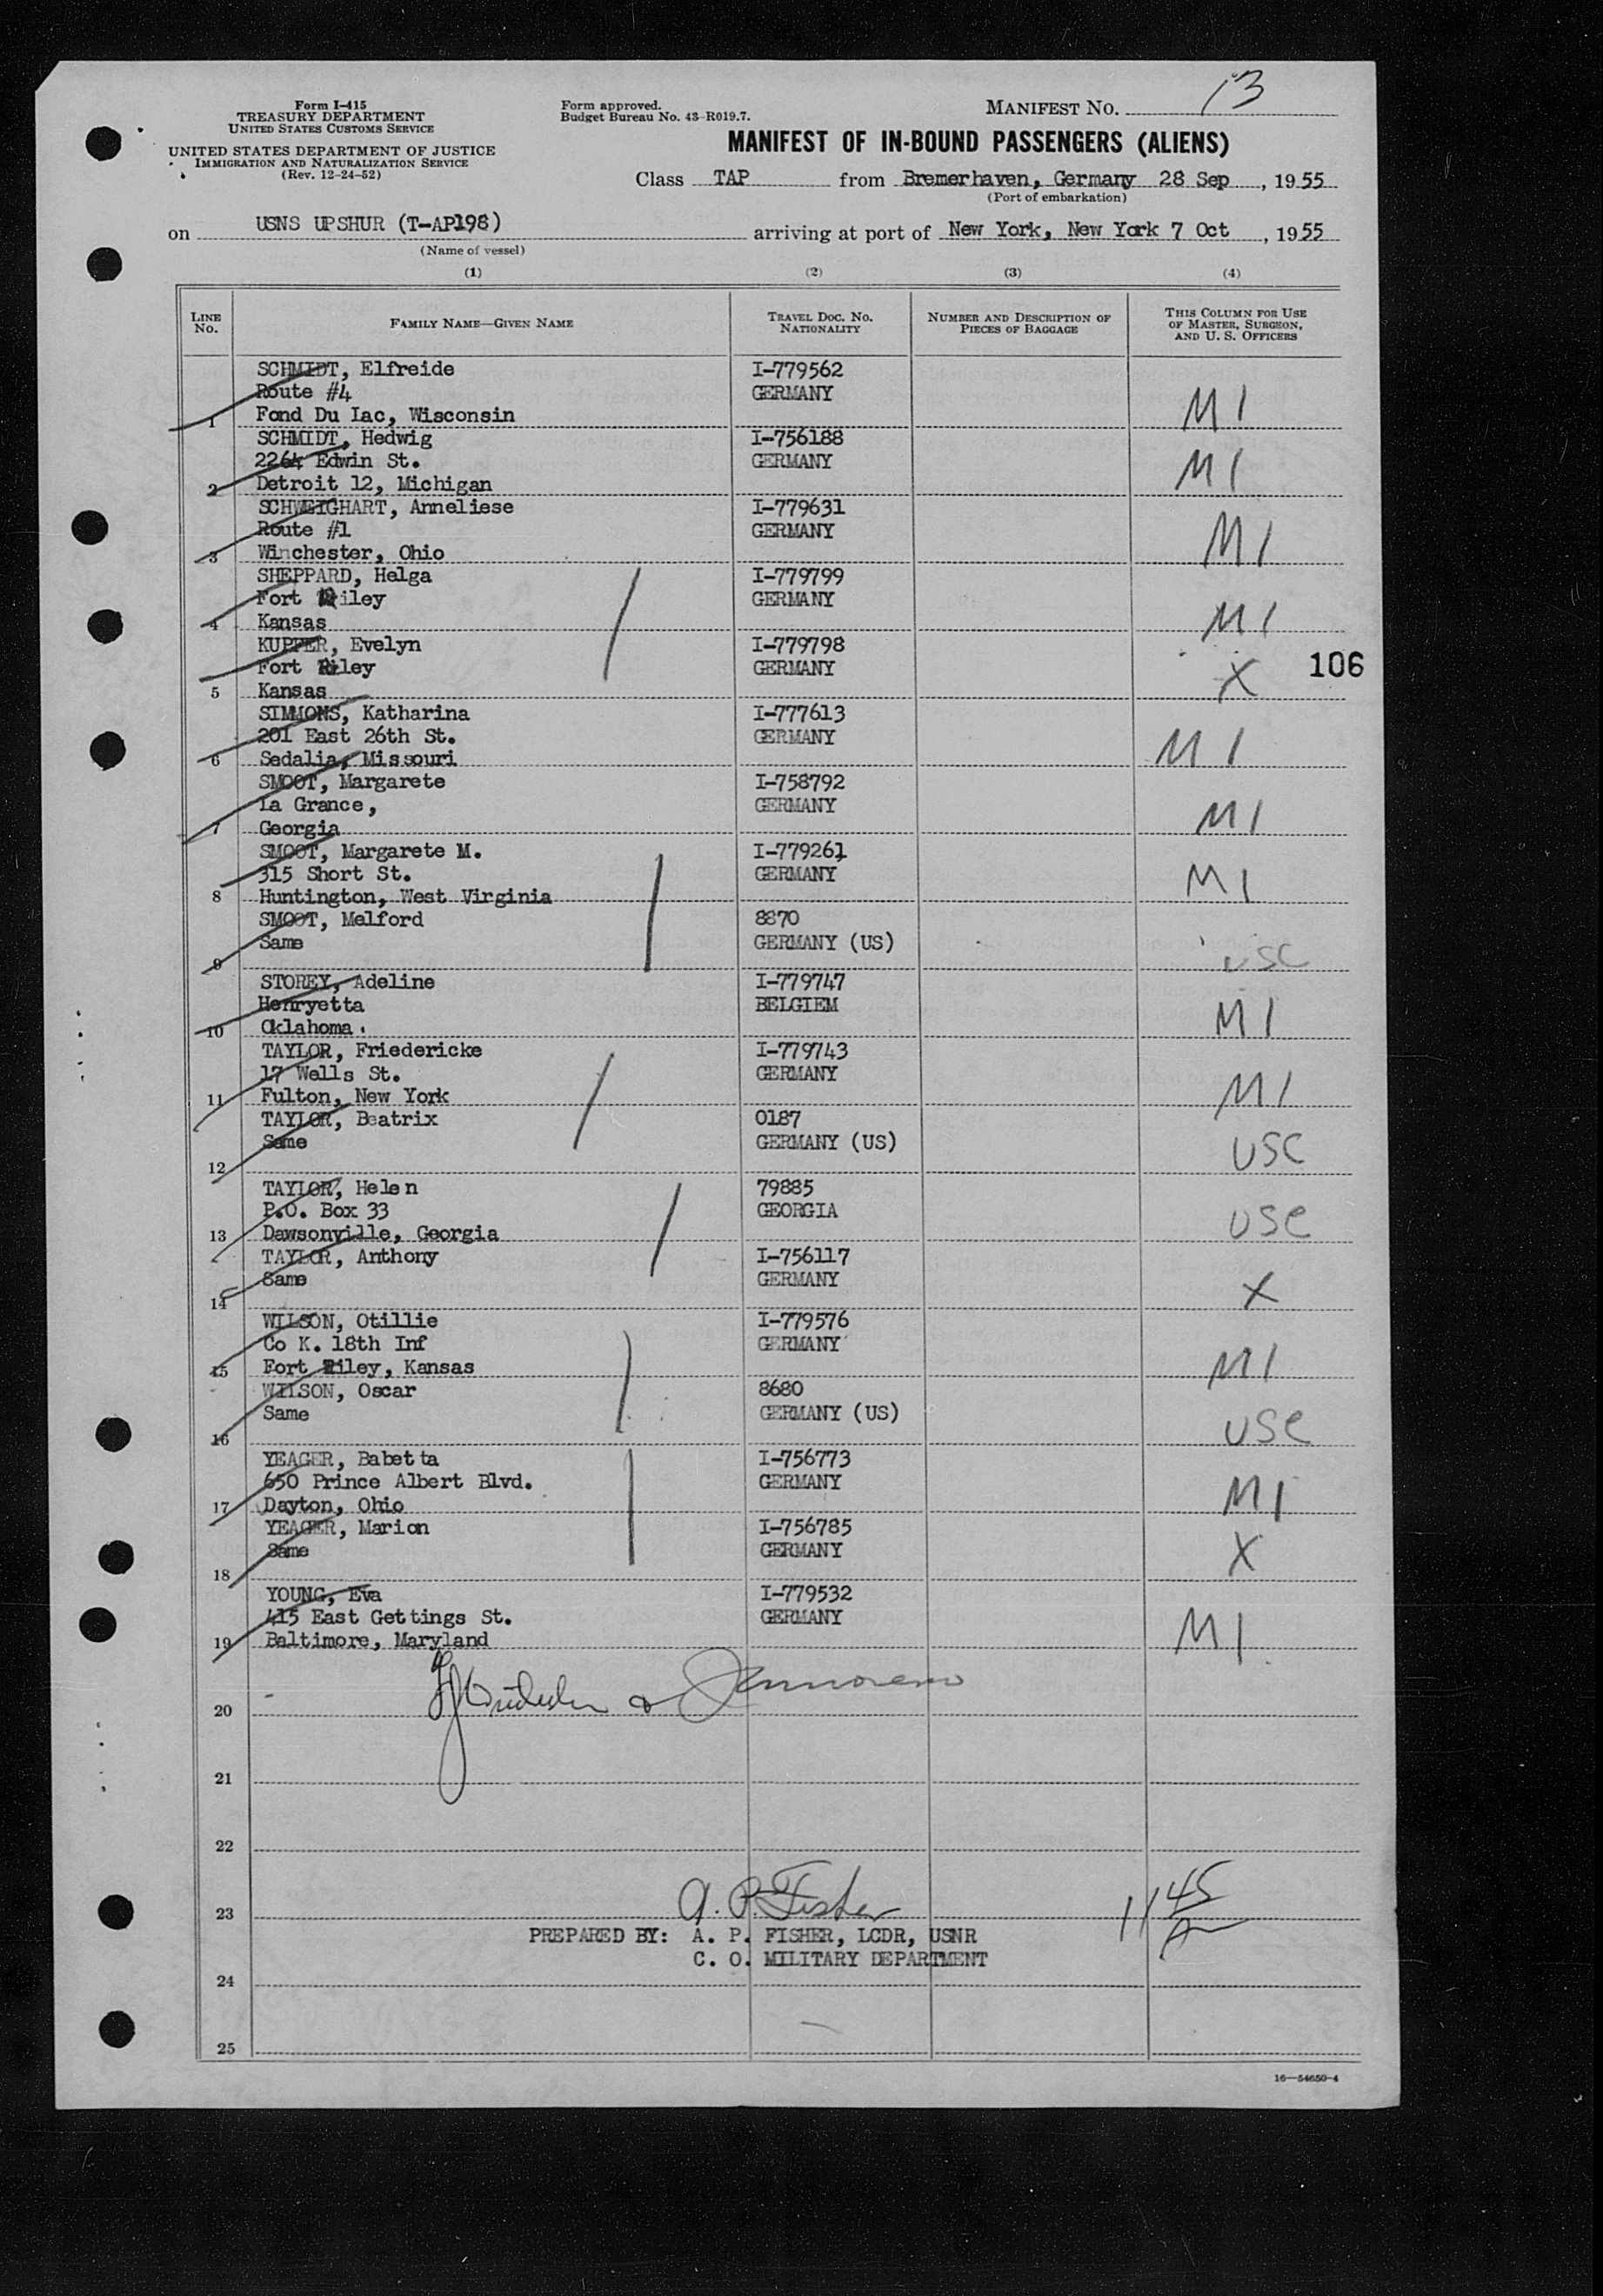 Form I-415
TREASURY DEPARTMENT
UNITED STATES CUSTOMS SERVICE
UNITED STATES DEPARTMENT OF JUSTICE
IMMIGRATION AND NATURALIZATION SERVICE
(Rev. 12-24-52)
Form approved.
Budget Bureau No. 43-R019.7.
MANIFEST NO. 13
MANIFEST OF IN-BOUND PASSENGERS (ALIENS)
Class TAP from Bremerhaven, Germany 28 Sep, 1955
(Port of embarkation)
on USNS UPSHUR (T-AP198) arriving at port of New York, New York 7 Oct, 1955
(Name of vessel)
(1) (2) (3) (4)
LINE NO. FAMILY NAME—GIVEN NAME TRAVEL DOC. NO. NATIONALITY NUMBER AND DESCRIPTION OF PIECES OF BAGGAGE THIS COLUMN FOR USE OF MASTER, SURGEON, AND U. S. OFFICERS
SCHMIDT, Elfreide I-779562
Route #4 GERMANY
1 Fond Du Lac, Wisconsin M1
SCHMIDT, Hedwig I-756188
2264 Edwin St. GERMANY
2 Detroit 12, Michigan M1
SCHWEIGHART, Anneliese I-779631
Route #1 GERMANY
3 Winchester, Ohio M1
SHEPPARD, Helga I-779799
Fort Riley GERMANY
4 Kansas M1
KUPPER, Evelyn I-779798
Fort Riley GERMANY X 106
5 Kansas
SIMMONS, Katharina I-777613
201 East 26th St. GERMANY
6 Sedalia, Missouri M1
SMOOT, Margarete I-758792
La Grance, GERMANY
7 Georgia M1
SMOOT, Margarete M. I-779261
315 Short St. GERMANY
8 Huntington, West Virginia M1
SMOOT, Melford 8870
Same GERMANY (US)
9 USC
STOREY, Adeline I-779747
Henryetta BELGIEM
10 Oklahoma. M1
TAYLOR, Friedericke I-779743
17 Wells St. GERMANY
11 Fulton, New York M1
TAYLOR, Beatrix 0187
Same GERMANY (US)
12 USC
TAYLOR, Helen 79885
P.O. Box 33 GEORGIA
13 Dawsonville, Georgia USC
TAYLOR, Anthony I-756117
Same GERMANY
14 X
WILSON, Otillie I-779576
Co K. 18th Inf GERMANY
15 Fort Riley, Kansas M1
WILSON, Oscar 8680
Same GERMANY (US)
16 USC
YEAGER, Babetta I-756773
650 Prince Albert Blvd. GERMANY
17 Dayton, Ohio M1
YEAGER, Marion I-756785
Same GERMANY
18 X
YOUNG, Eva I-779532
415 East Gettings St. GERMANY
19 Baltimore, Maryland M1
20
21
22
A. P. Fisher 11 45
23
PREPARED BY: A. P. FISHER, LCDR, USNR
C. O. MILITARY DEPARTMENT
24
25
16—54650-4